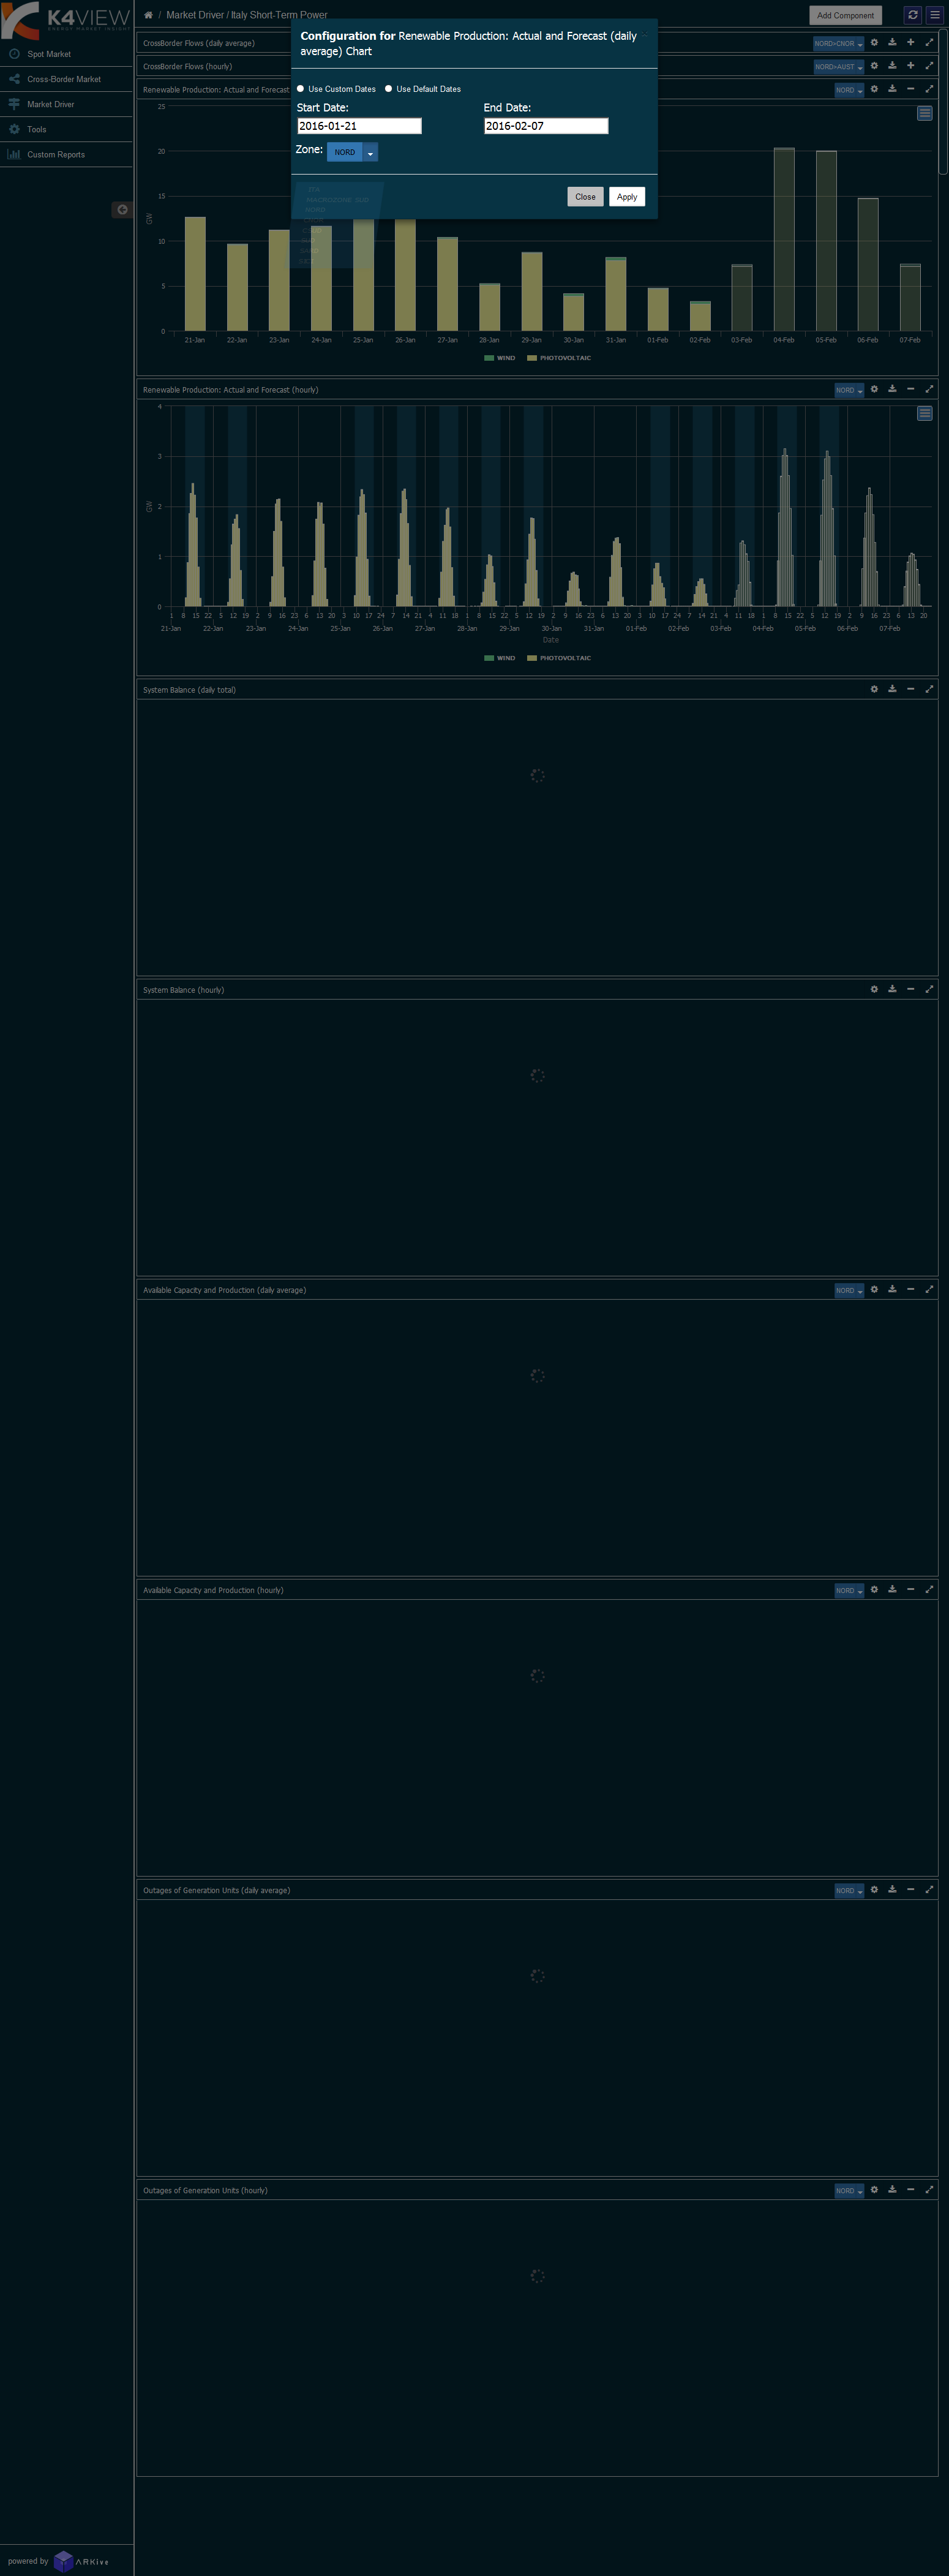 K4VIEW
ENERGY MARKET INSIGHT
Spot Market
Cross-Border Market
Market Driver
Tools
Custom Reports
/ Market Driver / Italy Short-Term Power
Add Component
Configuration for Renewable Production: Actual and Forecast (daily
average) Chart
Use Custom Dates Use Default Dates
Start Date: End Date:
2016-01-21 2016-02-07
Zone: NORD
Close Apply
ITA
MACROZONE SUD
NORD
CNOR
CSUD
SUD
SARD
SICI
CrossBorder Flows (daily average) NORD>CNOR
CrossBorder Flows (hourly) NORD>AUST
Renewable Production: Actual and Forecast NORD
25
20
15
GW
10
5
0
21-Jan 22-Jan 23-Jan 24-Jan 25-Jan 26-Jan 27-Jan 28-Jan 29-Jan 30-Jan 31-Jan 01-Feb 02-Feb 03-Feb 04-Feb 05-Feb 06-Feb 07-Feb
WIND PHOTOVOLTAIC
Renewable Production: Actual and Forecast (hourly) NORD
4
3
GW
2
1
0
1 8 15 22 5 12 19 2 9 16 23 6 13 20 3 10 17 24 7 14 21 4 11 18 1 8 15 22 5 12 19 2 9 16 23 6 13 20 3 10 17 24 7 14 21 4 11 18 1 8 15 22 5 12 19 2 9 16 23 6 13 20
21-Jan 22-Jan 23-Jan 24-Jan 25-Jan 26-Jan 27-Jan 28-Jan 29-Jan 30-Jan 31-Jan 01-Feb 02-Feb 03-Feb 04-Feb 05-Feb 06-Feb 07-Feb
Date
WIND PHOTOVOLTAIC
System Balance (daily total)
System Balance (hourly)
Available Capacity and Production (daily average) NORD
Available Capacity and Production (hourly) NORD
Outages of Generation Units (daily average) NORD
Outages of Generation Units (hourly) NORD
powered by ARKive